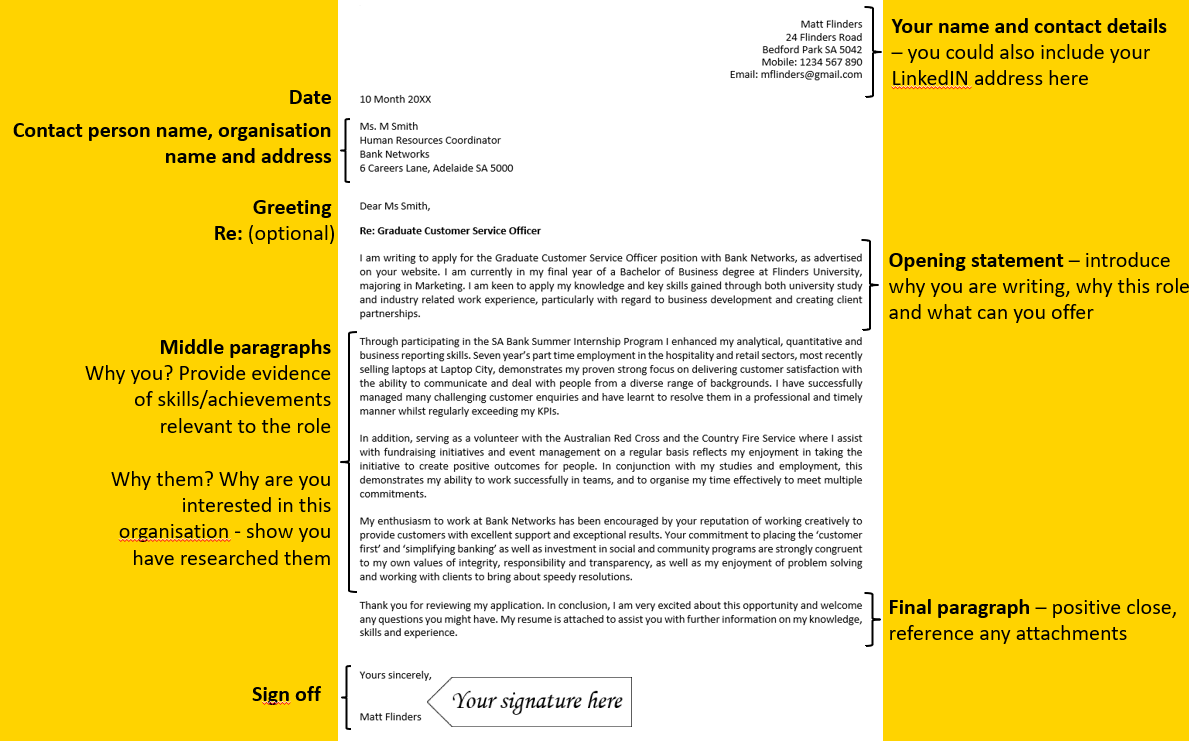 Matt Flinders
24 Flinders Road
Bedford Park SA 5042
Mobile: 1234 567 890
Email: mflinders@gmail.com
Your name and contact details
– you could also include your
LinkedIN address here
Date
10 Month 20XX
Contact person name, organisation
name and address
Ms. M Smith
Human Resources Coordinator
Bank Networks
6 Careers Lane, Adelaide SA 5000
Greeting
Dear Ms Smith,
Re: (optional)
Re: Graduate Customer Service Officer
I am writing to apply for the Graduate Customer Service Officer position with Bank Networks, as advertised
on your website. I am currently in my final year of a Bachelor of Business degree at Flinders University,
majoring in Marketing. I am keen to apply my knowledge and key skills gained through both university study
and industry related work experience, particularly with regard to business development and creating client
partnerships.
Opening statement – introduce
why you are writing, why this role
and what can you offer
Middle paragraphs
Why you? Provide evidence
of skills/achievements
relevant to the role
Why them? Why are you
interested in this
organisation - show you
have researched them
Through participating in the SA Bank Summer Internship Program I enhanced my analytical, quantitative and
business reporting skills. Seven year's part time employment in the hospitality and retail sectors, most recently
selling laptops at Laptop City, demonstrates my proven strong focus on delivering customer satisfaction with
the ability to communicate and deal with people from a diverse range of backgrounds. I have successfully
managed many challenging customer enquiries and have learnt to resolve them in a professional and timely
manner whilst regularly exceeding my KPIs.
In addition, serving as a volunteer with the Australian Red Cross and the Country Fire Service where I assist
with fundraising initiatives and event management on a regular basis reflects my enjoyment in taking the
initiative to create positive outcomes for people. In conjunction with my studies and employment, this
demonstrates my ability to work successfully in teams, and to organise my time effectively to meet multiple
commitments.
My enthusiasm to work at Bank Networks has been encouraged by your reputation of working creatively to
provide customers with excellent support and exceptional results. Your commitment to placing the 'customer
first' and 'simplifying banking' as well as investment in social and community programs are strongly congruent
to my own values of integrity, responsibility and transparency, as well as my enjoyment of problem solving
and working with clients to bring about speedy resolutions.
Thank you for reviewing my application. In conclusion, I am very excited about this opportunity and welcome
any questions you might have. My resume is attached to assist you with further information on my knowledge,
skills and experience.
Final paragraph – positive close,
reference any attachments
Sign off
Yours sincerely,
Your signature here
Matt Flinders